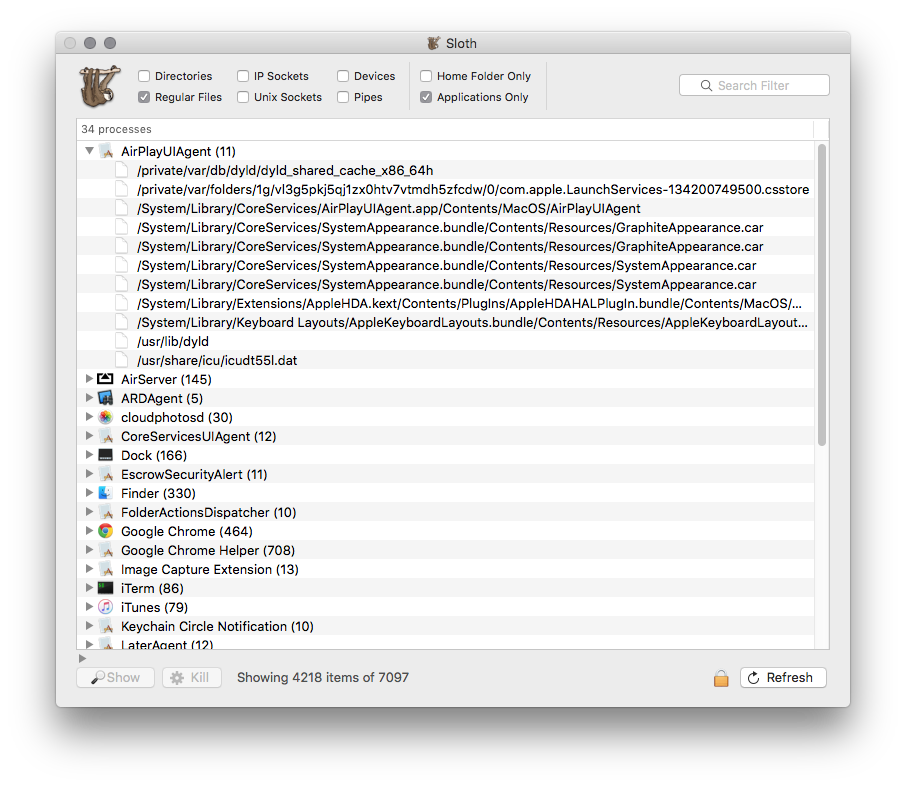 Sloth
Directories IP Sockets Devices Home Folder Only
Regular Files Unix Sockets Pipes Applications Only
Search Filter
34 processes
AirPlayUIAgent (11)
/private/var/db/dyld/dyld_shared_cache_x86_64h
/private/var/folders/1g/vl3g5pkj5qj1zx0htv7vtmdh5zfcdw/0/com.apple.LaunchServices-134200749500.csstore
/System/Library/CoreServices/AirPlayUIAgent.app/Contents/MacOS/AirPlayUIAgent
/System/Library/CoreServices/SystemAppearance.bundle/Contents/Resources/GraphiteAppearance.car
/System/Library/CoreServices/SystemAppearance.bundle/Contents/Resources/GraphiteAppearance.car
/System/Library/CoreServices/SystemAppearance.bundle/Contents/Resources/SystemAppearance.car
/System/Library/CoreServices/SystemAppearance.bundle/Contents/Resources/SystemAppearance.car
/System/Library/Extensions/AppleHDA.kext/Contents/PlugIns/AppleHDAHALPlugIn.bundle/Contents/MacOS/...
/System/Library/Keyboard Layouts/AppleKeyboardLayouts.bundle/Contents/Resources/AppleKeyboardLayout...
/usr/lib/dyld
/usr/share/icu/icudt55l.dat
AirServer (145)
ARDAgent (5)
cloudphotosd (30)
CoreServicesUIAgent (12)
Dock (166)
EscrowSecurityAlert (11)
Finder (330)
FolderActionsDispatcher (10)
Google Chrome (464)
Google Chrome Helper (708)
Image Capture Extension (13)
iTerm (86)
iTunes (79)
Keychain Circle Notification (10)
LaterAgent (12)
Show Kill Showing 4218 items of 7097 Refresh